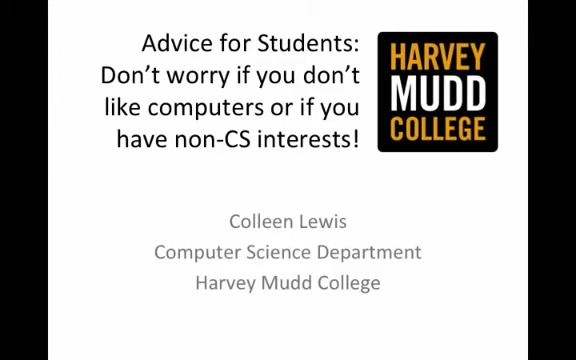 Advice for Students:
Don't worry if you don't
like computers or if you
have non-CS interests!
HARVEY
MUDD
COLLEGE
Colleen Lewis
Computer Science Department
Harvey Mudd College